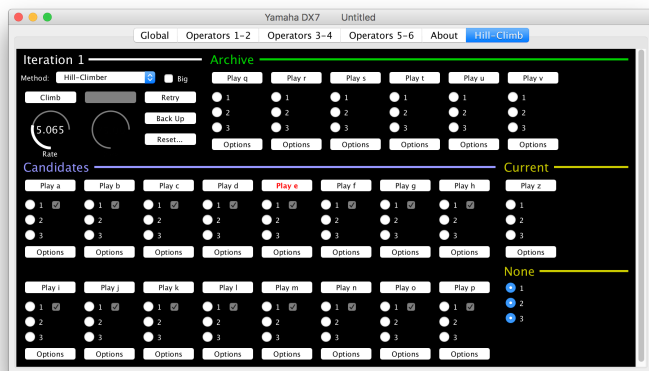 Yamaha DX7 Untitled
Global Operators 1-2 Operators 3-4 Operators 5-6 About Hill-Climb
Iteration 1 Archive
Method: Hill-Climber Big Play q Play r Play s Play t Play u Play v
Climb Retry 1 1 1 1 1 1
Back Up 2 2 2 2 2 2
5.065 3 3 3 3 3 3
Reset... Options Options Options Options Options Options
Rate
Candidates Current
Play a Play b Play c Play d Play e Play f Play g Play h Play z
1 1 1 1 1 1 1 1 1
2 2 2 2 2 2 2 2 2
3 3 3 3 3 3 3 3 3
Options Options Options Options Options Options Options Options Options
None
Play i Play j Play k Play l Play m Play n Play o Play p 1
1 1 1 1 1 1 1 1 2
2 2 2 2 2 2 2 2 3
3 3 3 3 3 3 3 3
Options Options Options Options Options Options Options Options